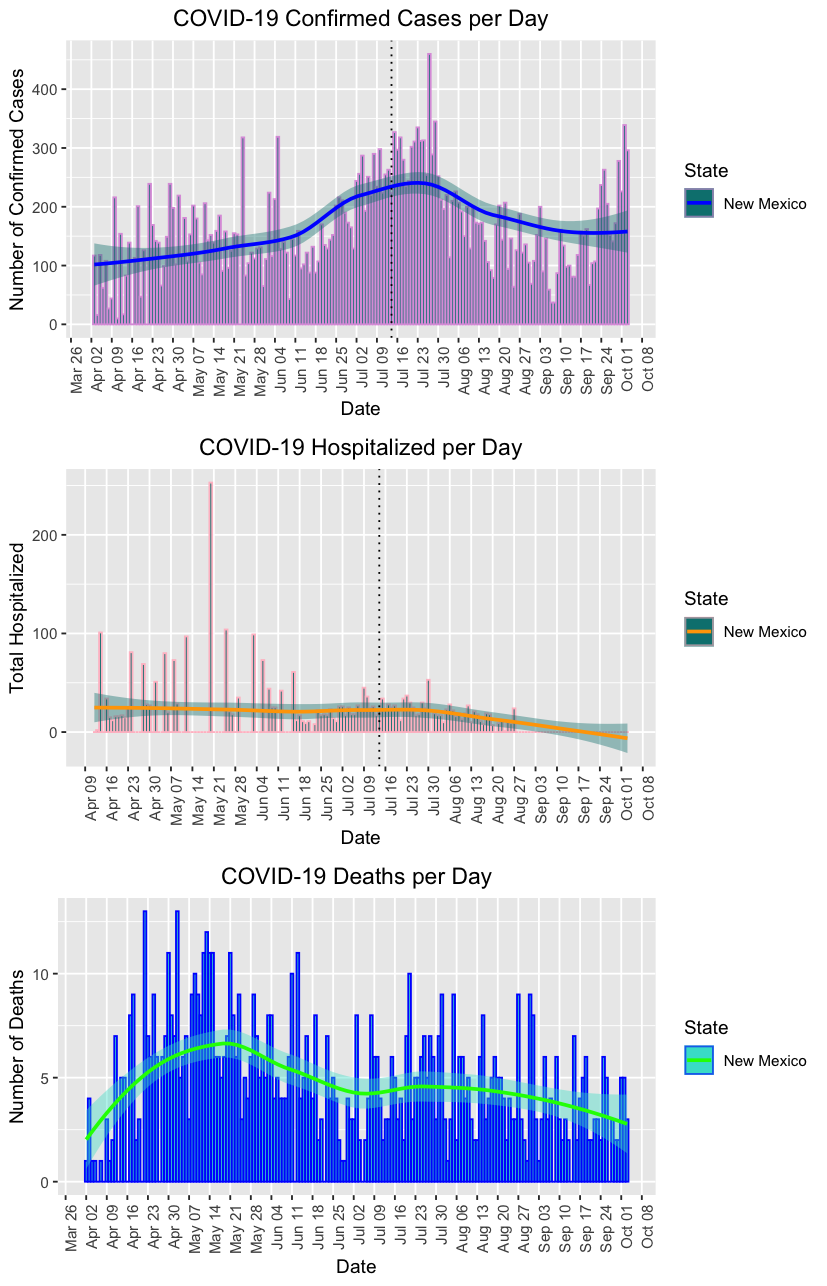 COVID-19 Confirmed Cases per Day
Number of Confirmed Cases
400
300
200
100
0
Mar 26
Apr 02
Apr 09
Apr 16
Apr 23
Apr 30
May 07
May 14
May 21
May 28
Jun 04
Jun 11
Jun 18
Jun 25
Jul 02
Jul 09
Jul 16
Jul 23
Jul 30
Aug 06
Aug 13
Aug 20
Aug 27
Sep 03
Sep 10
Sep 17
Sep 24
Oct 01
Oct 08
Date
State
New Mexico
COVID-19 Hospitalized per Day
Total Hospitalized
200
100
0
Apr 09
Apr 16
Apr 23
Apr 30
May 07
May 14
May 21
May 28
Jun 04
Jun 11
Jun 18
Jun 25
Jul 02
Jul 09
Jul 16
Jul 23
Jul 30
Aug 06
Aug 13
Aug 20
Aug 27
Sep 03
Sep 10
Sep 17
Sep 24
Oct 01
Oct 08
Date
State
New Mexico
COVID-19 Deaths per Day
Number of Deaths
10
5
0
Mar 26
Apr 02
Apr 09
Apr 16
Apr 23
Apr 30
May 07
May 14
May 21
May 28
Jun 04
Jun 11
Jun 18
Jun 25
Jul 02
Jul 09
Jul 16
Jul 23
Jul 30
Aug 06
Aug 13
Aug 20
Aug 27
Sep 03
Sep 10
Sep 17
Sep 24
Oct 01
Oct 08
Date
State
New Mexico